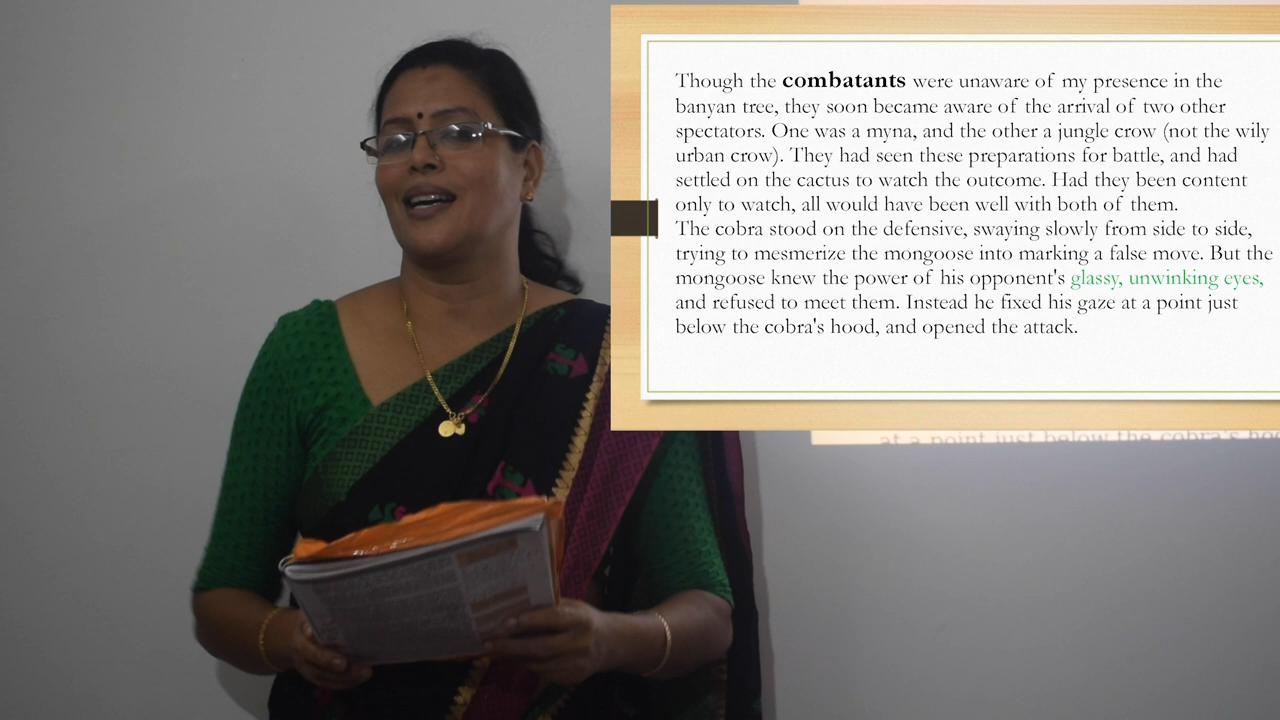 Though the combatants were unaware of my presence in the
banyan tree, they soon became aware of the arrival of two other
spectators. One was a myna, and the other a jungle crow (not the wily
urban crow). They had seen these preparations for battle, and had
settled on the cactus to watch the outcome. Had they been content
only to watch, all would have been well with both of them.
The cobra stood on the defensive, swaying slowly from side to side,
trying to mesmerize the mongoose into marking a false move. But the
mongoose knew the power of his opponent's glassy, unwinking eyes,
and refused to meet them. Instead he fixed his gaze at a point just
below the cobra's hood, and opened the attack.
at a point just below the cobra's